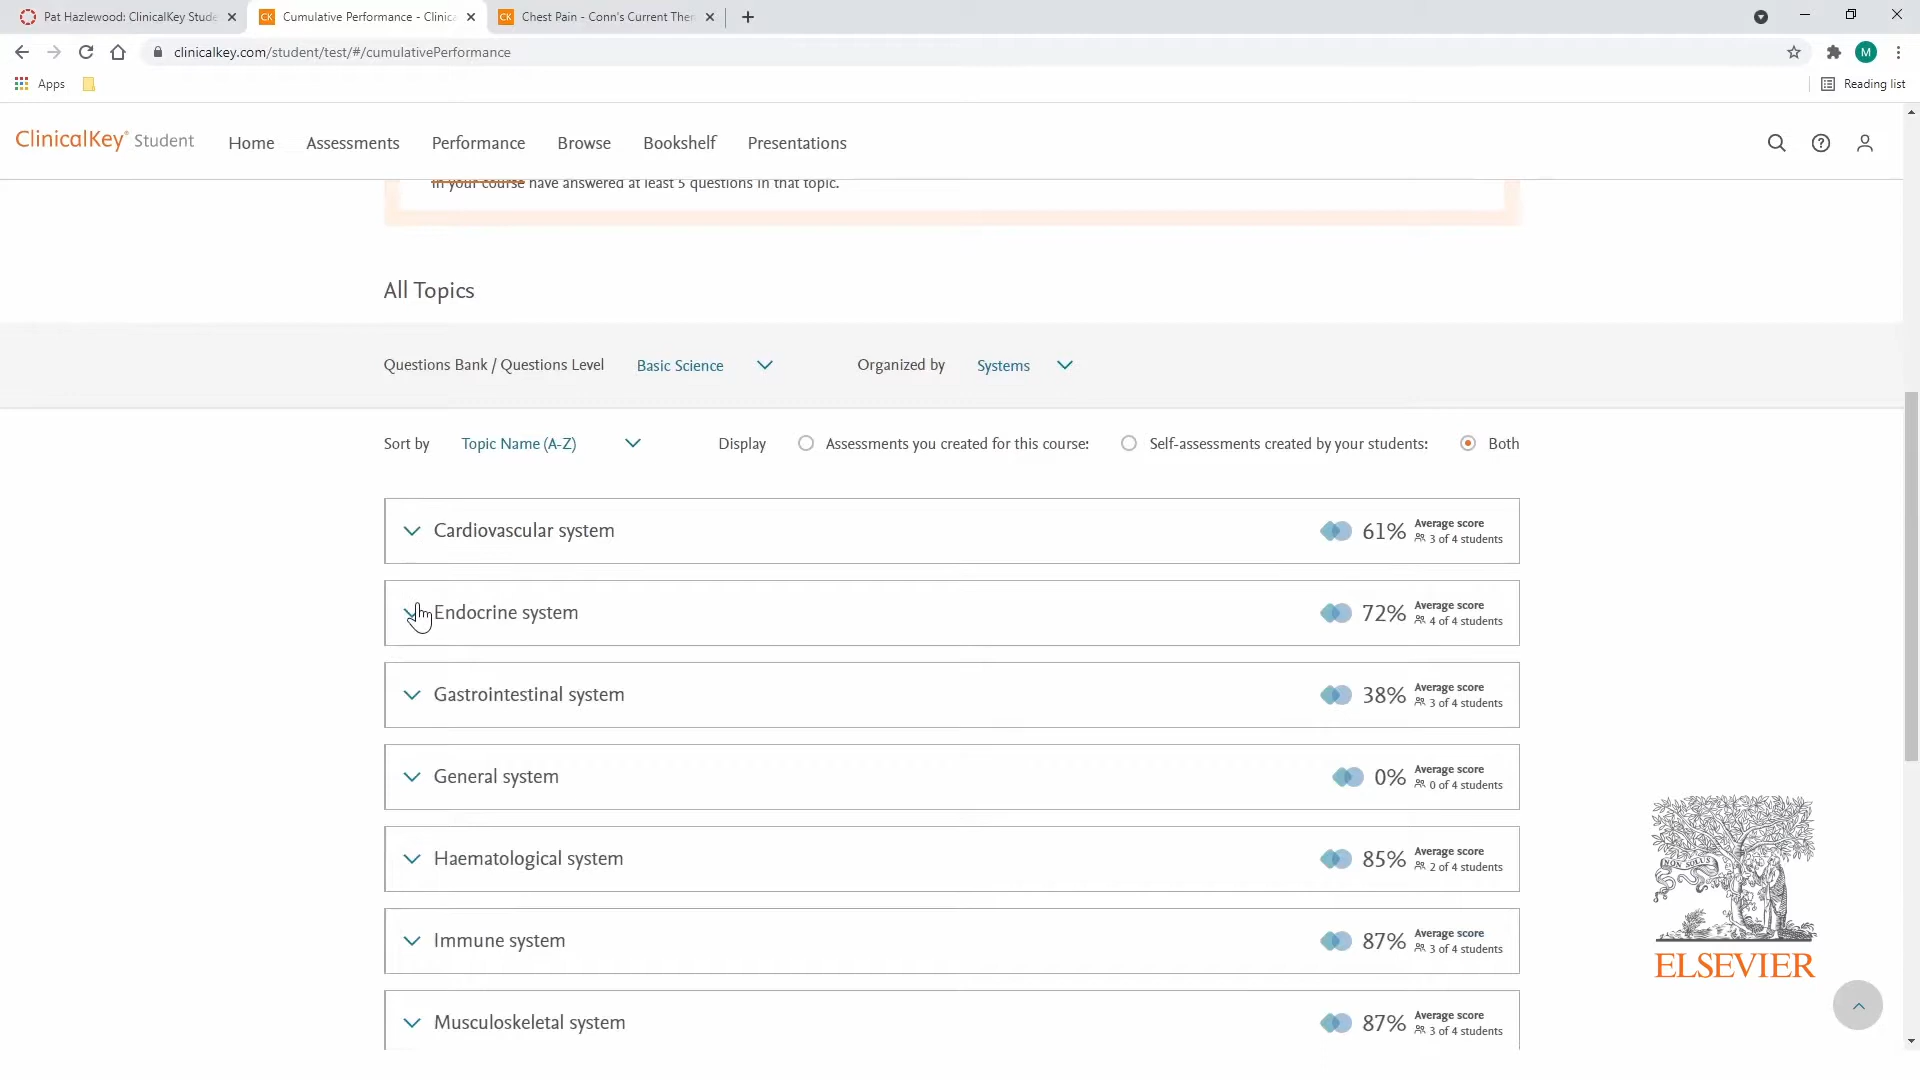 Pat Hazlewood: ClinicalKey Stude
Cumulative Performance - Clinica
Chest Pain - Conn's Current Ther
clinicalkey.com/student/test/#/cumulativePerformance
M
Apps
Reading list
ClinicalKey® Student
Home
Assessments
Performance
Browse
Bookshelf
Presentations
in your course have answered at least 5 questions in that topic.
All Topics
Questions Bank / Questions Level
Basic Science
Organized by
Systems
Sort by
Topic Name (A-Z)
Display
Assessments you created for this course:
Self-assessments created by your students:
Both
Cardiovascular system
61%
Average score
3 of 4 students
Endocrine system
72%
Average score
4 of 4 students
Gastrointestinal system
38%
Average score
3 of 4 students
General system
0%
Average score
0 of 4 students
Haematological system
85%
Average score
2 of 4 students
Immune system
87%
Average score
3 of 4 students
Musculoskeletal system
87%
Average score
3 of 4 students
NON SOLUS
ELSEVIER